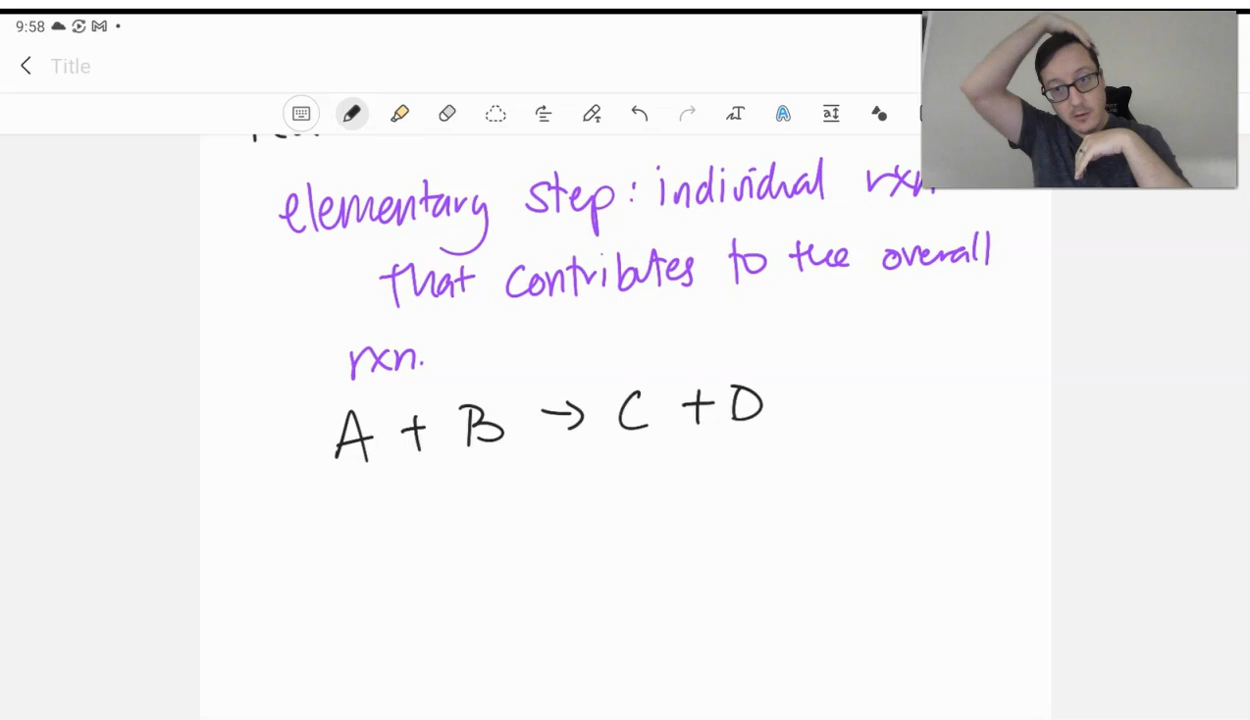 9:58
Title
elementary step: individual rxn
that contributes to the overall
rxn.
A + B → C + D